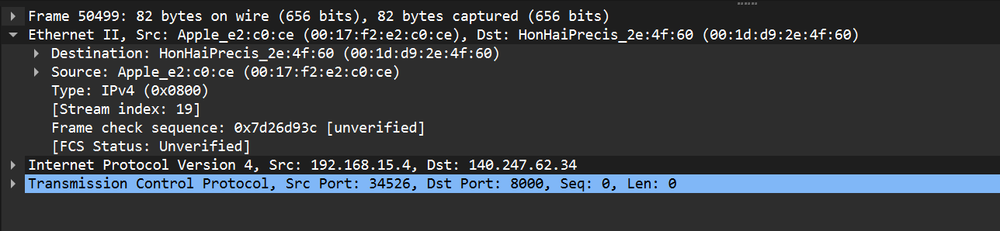 Frame 50499: 82 bytes on wire (656 bits), 82 bytes captured (656 bits)
Ethernet II, Src: Apple_e2:c0:ce (00:17:f2:e2:c0:ce), Dst: HonHaiPrecis_2e:4f:60 (00:1d:d9:2e:4f:60)
Destination: HonHaiPrecis_2e:4f:60 (00:1d:d9:2e:4f:60)
Source: Apple_e2:c0:ce (00:17:f2:e2:c0:ce)
Type: IPv4 (0x0800)
[Stream index: 19]
Frame check sequence: 0x7d26d93c [unverified]
[FCS Status: Unverified]
Internet Protocol Version 4, Src: 192.168.15.4, Dst: 140.247.62.34
Transmission Control Protocol, Src Port: 34526, Dst Port: 8000, Seq: 0, Len: 0